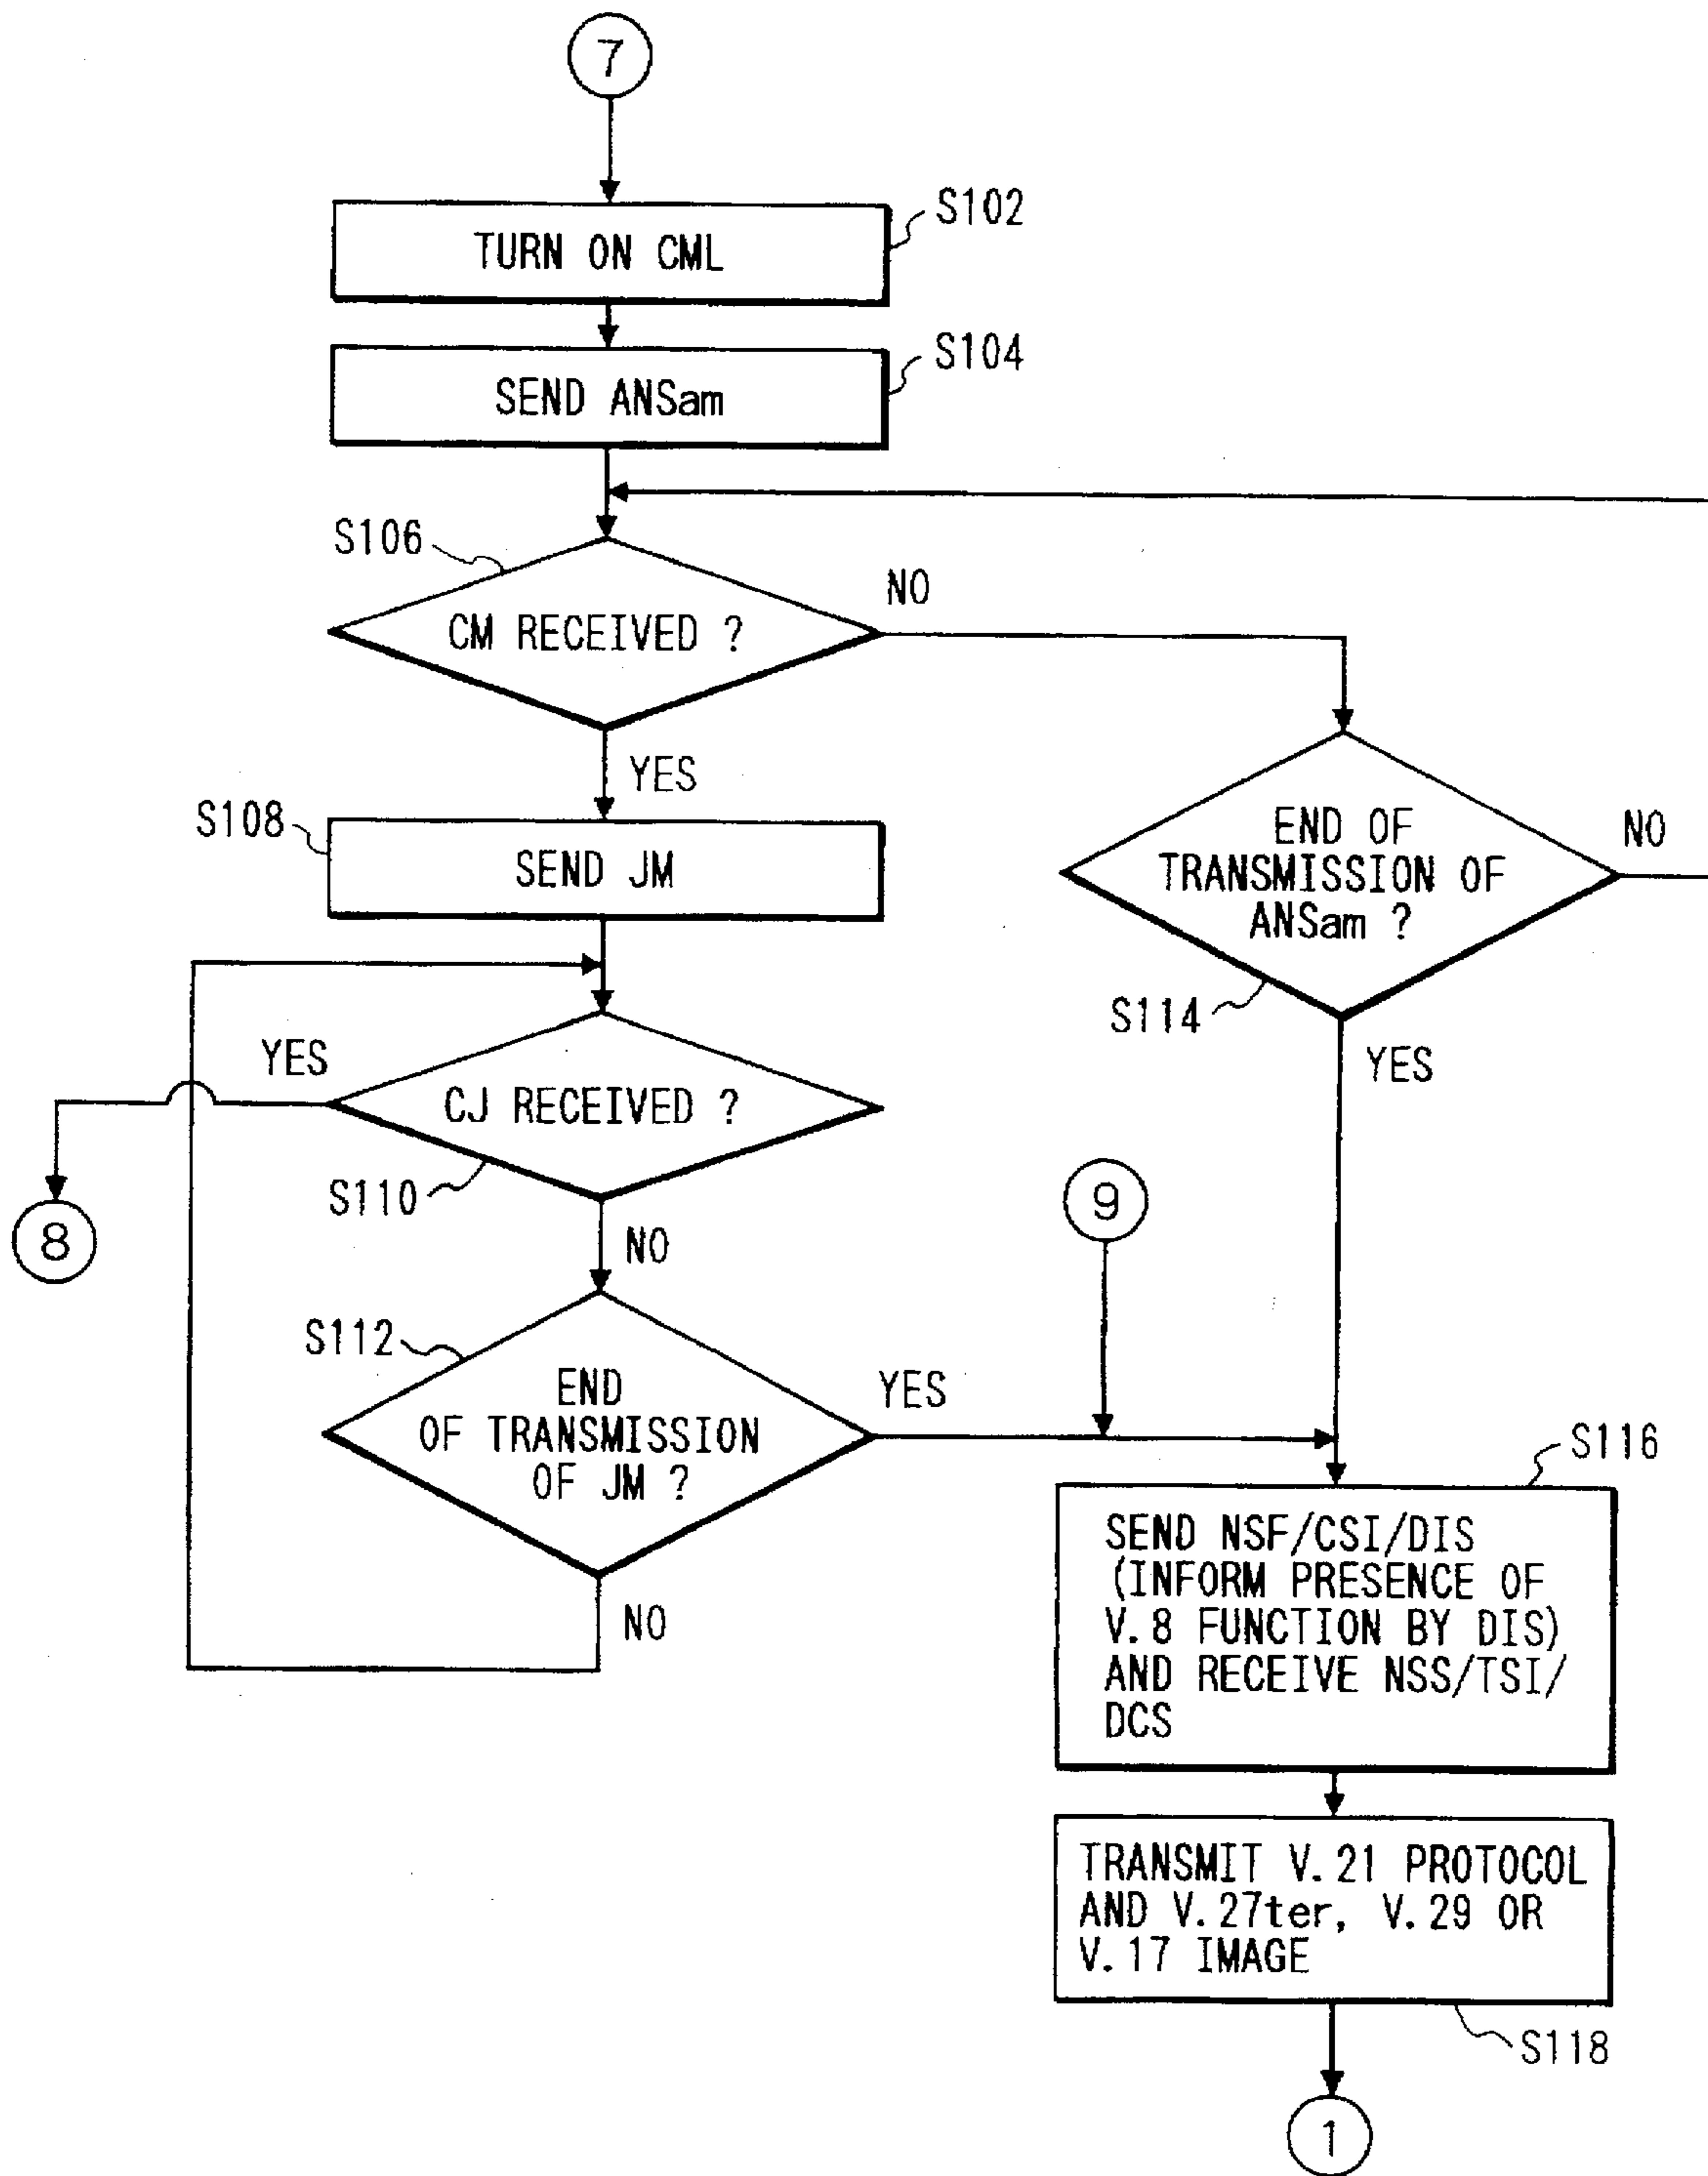 7
S102
TURN ON CML
S104
SEND ANSam
S106
CM RECEIVED ?
NO
YES
S108
SEND JM
END OF
TRANSMISSION OF
ANSam ?
NO
S114
YES
YES
CJ RECEIVED ?
S110
8
NO
9
S112
END
OF TRANSMISSION
OF JM ?
YES
NO
S116
SEND NSF/CSI/DIS
(INFORM PRESENCE OF
V.8 FUNCTION BY DIS)
AND RECEIVE NSS/TSI/
DCS
TRANSMIT V.21 PROTOCOL
AND V.27ter, V.29 OR
V.17 IMAGE
S118
1